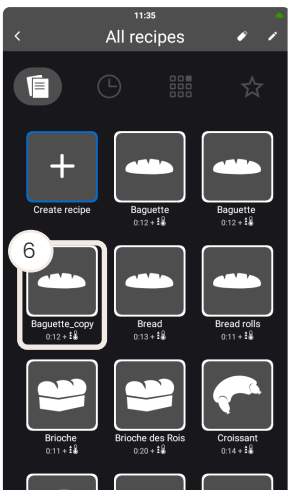 11:35
All recipes
Create recipe
Baguette
0:12 +
Baguette
0:12 +
6
Baguette_copy
0:12 +
Bread
0:13 +
Bread rolls
0:11 +
Brioche
0:11 +
Brioche des Rois
0:20 +
Croissant
0:14 +